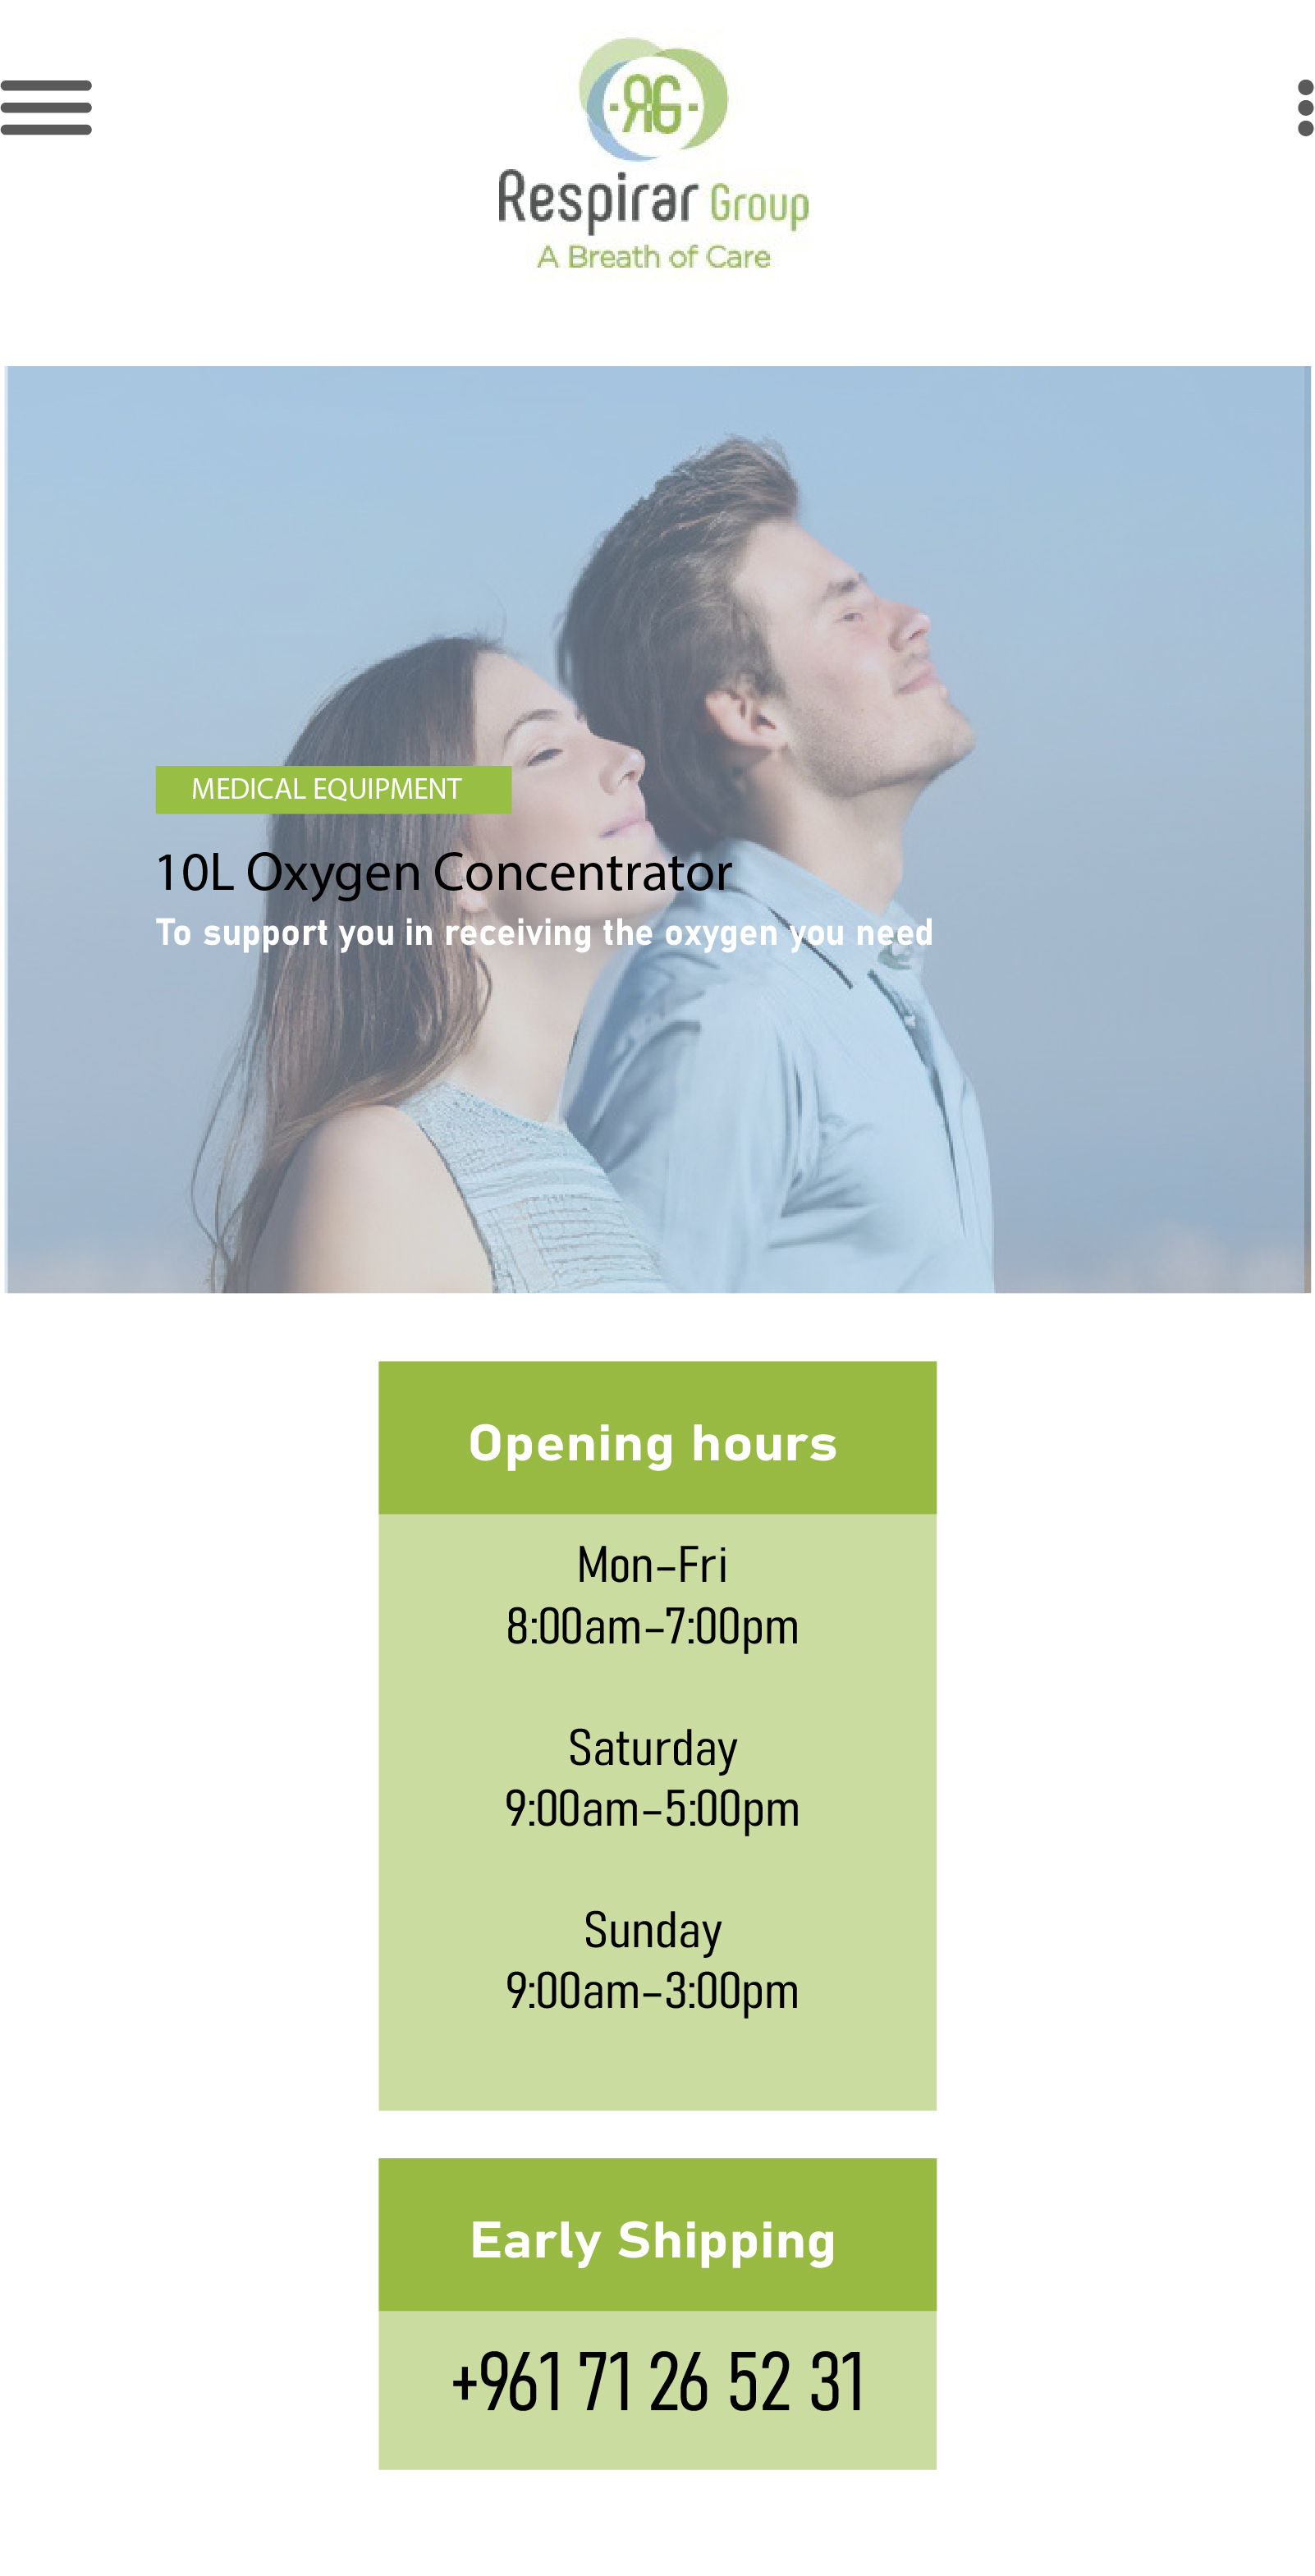 RG
Respirar Group
A Breath of Care
MEDICAL EQUIPMENT
10L Oxygen Concentrator
To support you in receiving the oxygen you need
Opening hours
Mon–Fri
8:00am–7:00pm
Saturday
9:00am–5:00pm
Sunday
9:00am–3:00pm
Early Shipping
+961 71 26 52 31